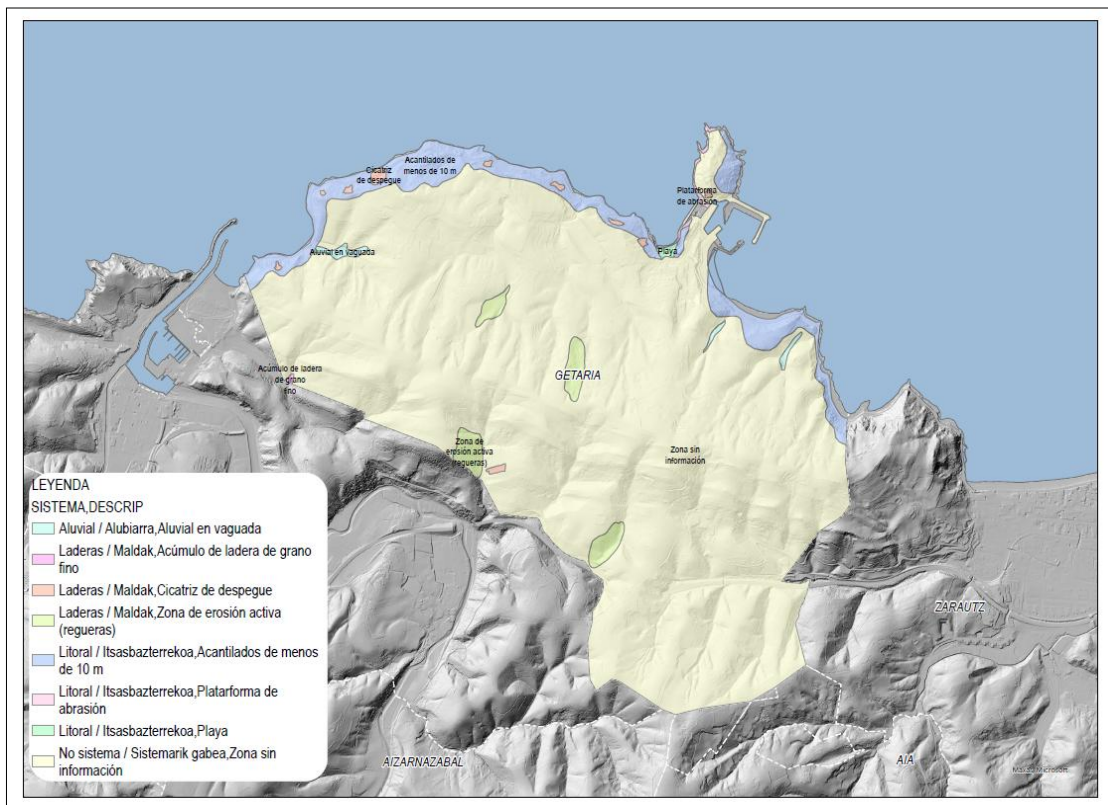 Cicatriz
de despegue
Acantilados de
menos de 10 m
Platarforma
de abrasión
Aluvial en vaguada
Playa
Acúmulo de ladera
de grano
fino
GETARIA
Zona de
erosión activa
(regueras)
Zona sin
información
LEYENDA
SISTEMA,DESCRIP
Aluvial / Alubiarra,Aluvial en vaguada
Laderas / Maldak,Acúmulo de ladera de grano
fino
Laderas / Maldak,Cicatriz de despegue
Laderas / Maldak,Zona de erosión activa
(regueras)
Litoral / Itsasbazterrekoa,Acantilados de menos
de 10 m
Litoral / Itsasbazterrekoa,Platarforma de
abrasión
Litoral / Itsasbazterrekoa,Playa
No sistema / Sistemarik gabea,Zona sin
información
ZARAUTZ
AIZARNAZABAL
AIA